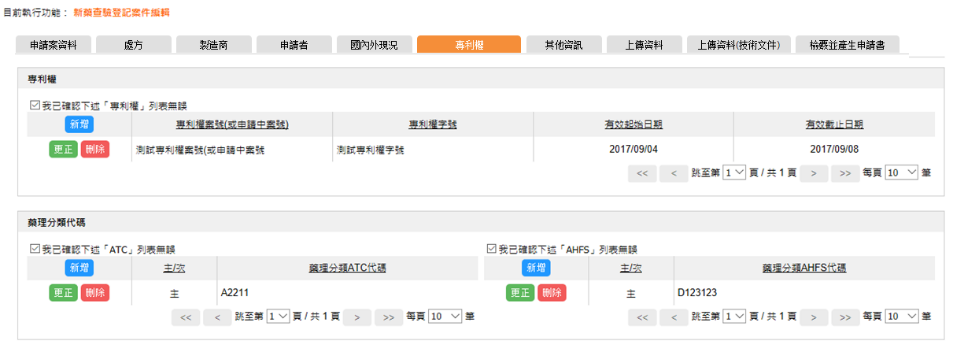 目前執行功能： 新藥查驗登記案件編輯
申請案資料 處方 製造商 申請者 國內外現況 專利權 其他資訊 上傳資料 上傳資料(技術文件) 檢覈並產生申請書
專利權
我已確認下述「專利權」列表無誤
新增 專利權案號(或申請中案號) 專利權字號 有效起始日期 有效截止日期
更正 刪除 測試專利權案號(或申請中案號 測試專利權字號 2017/09/04 2017/09/08
<< < 跳至第 1 頁 / 共 1 頁 > >> 每頁 10 筆
藥理分類代碼
我已確認下述「ATC」列表無誤 我已確認下述「AHFS」列表無誤
新增 主/次 藥理分類ATC代碼 新增 主/次 藥理分類AHFS代碼
更正 刪除 主 A2211 更正 刪除 主 D123123
<< < 跳至第 1 頁 / 共 1 頁 > >> 每頁 10 筆 << < 跳至第 1 頁 / 共 1 頁 > >> 每頁 10 筆